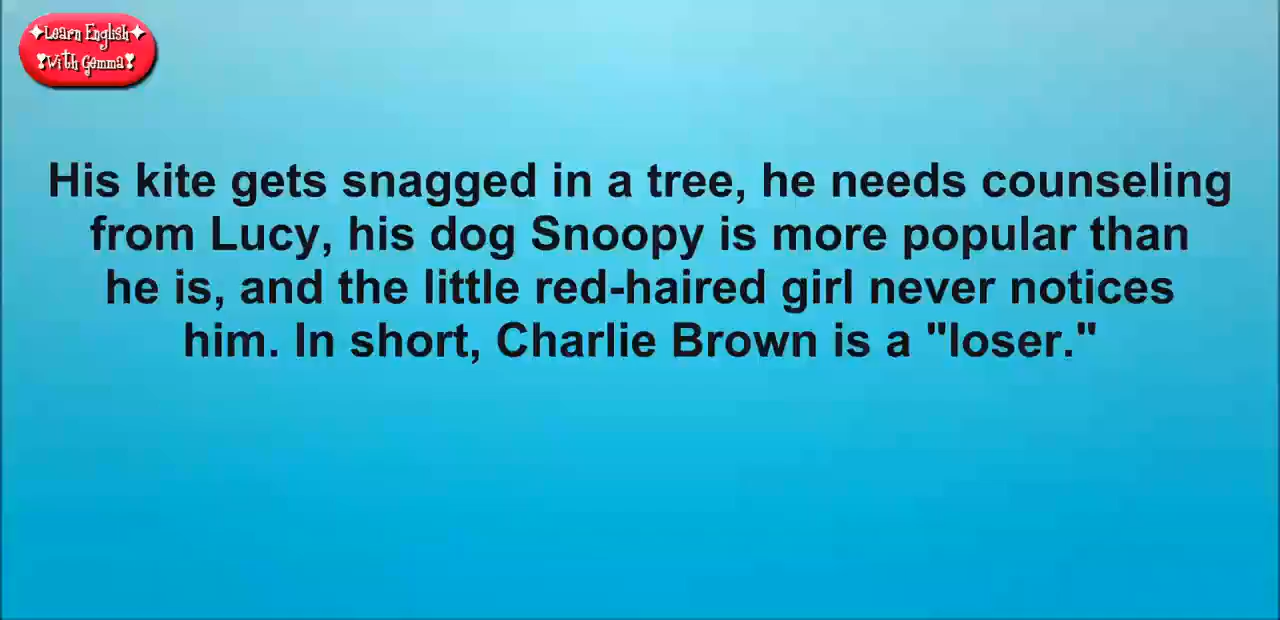 ✦Learn English✦
❣With Gemma❣
His kite gets snagged in a tree, he needs counseling
from Lucy, his dog Snoopy is more popular than
he is, and the little red-haired girl never notices
him. In short, Charlie Brown is a "loser."